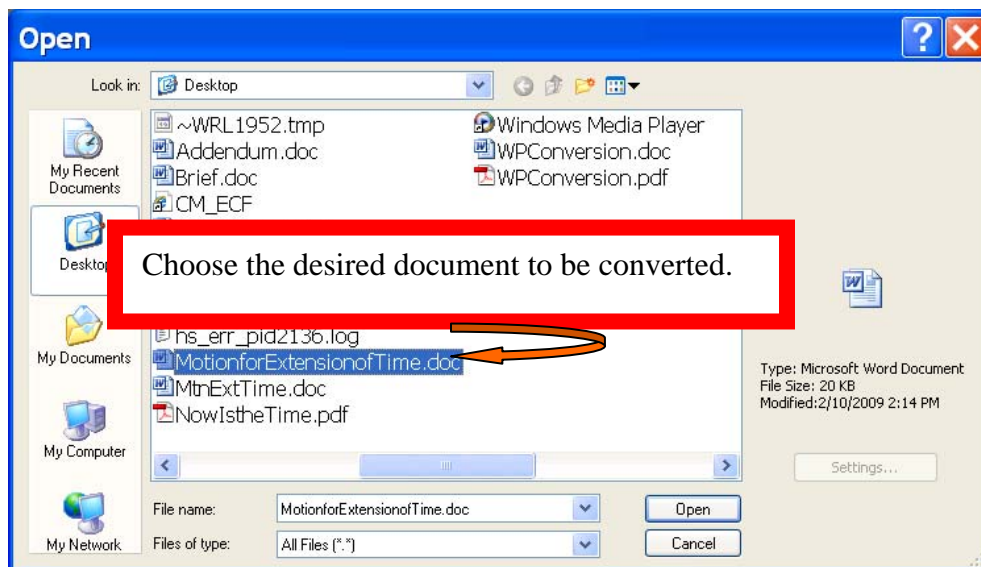 Open
Look in: Desktop
My Recent
Documents
Desktop
My Documents
My Computer
My Network
~WRL1952.tmp
Addendum.doc
Brief.doc
CM_ECF
Choose the desired document to be converted.
hs_err_pid2136.log
MotionforExtensionofTime.doc
MtnExtTime.doc
NowIstheTime.pdf
Windows Media Player
WPConversion.doc
WPConversion.pdf
Type: Microsoft Word Document
File Size: 20 KB
Modified:2/10/2009 2:14 PM
Settings...
File name: MotionforExtensionofTime.doc Open
Files of type: All Files (*.*) Cancel